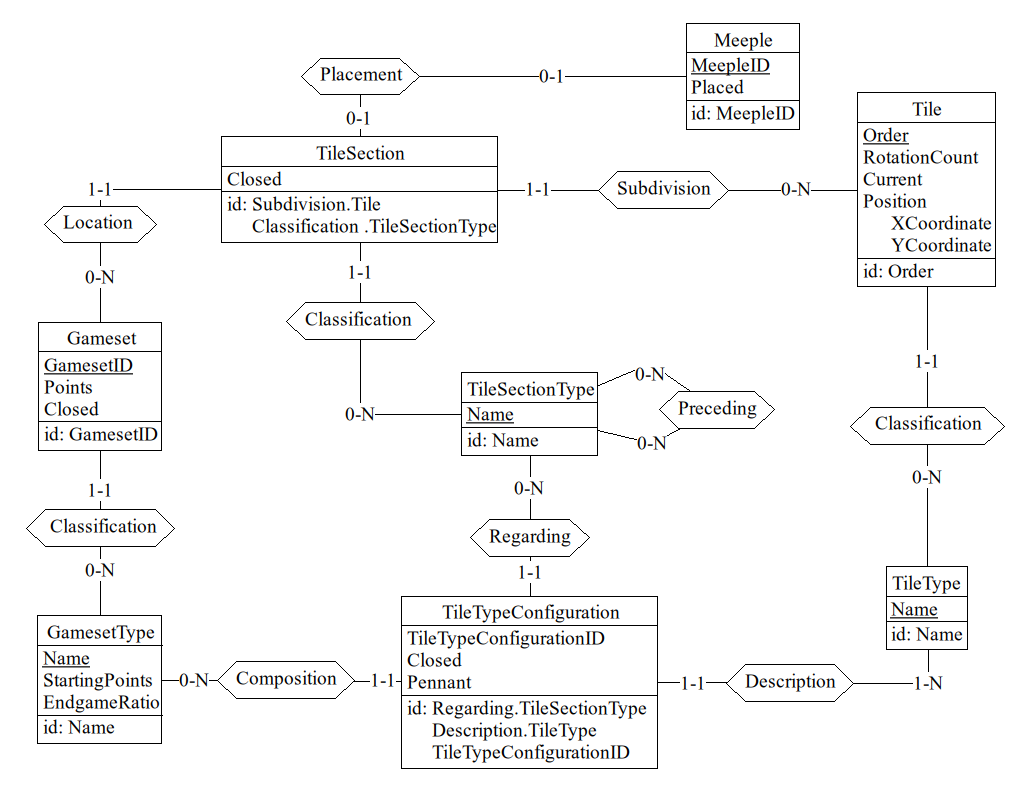 Meeple
MeepleID
Placed
id: MeepleID
Placement
0-1
0-1
Tile
Order
RotationCount
Current
Position
XCoordinate
YCoordinate
id: Order
TileSection
Closed
id: Subdivision.Tile
Classification .TileSectionType
1-1
Subdivision
0-N
1-1
Location
0-N
1-1
Classification
0-N
Gameset
GamesetID
Points
Closed
id: GamesetID
TileSectionType
Name
id: Name
0-N
Preceding
0-N
1-1
Classification
0-N
1-1
Classification
0-N
0-N
Regarding
1-1
TileType
Name
id: Name
GamesetType
Name
StartingPoints
EndgameRatio
id: Name
0-N
Composition
1-1
TileTypeConfiguration
TileTypeConfigurationID
Closed
Pennant
id: Regarding.TileSectionType
Description.TileType
TileTypeConfigurationID
1-1
Description
1-N